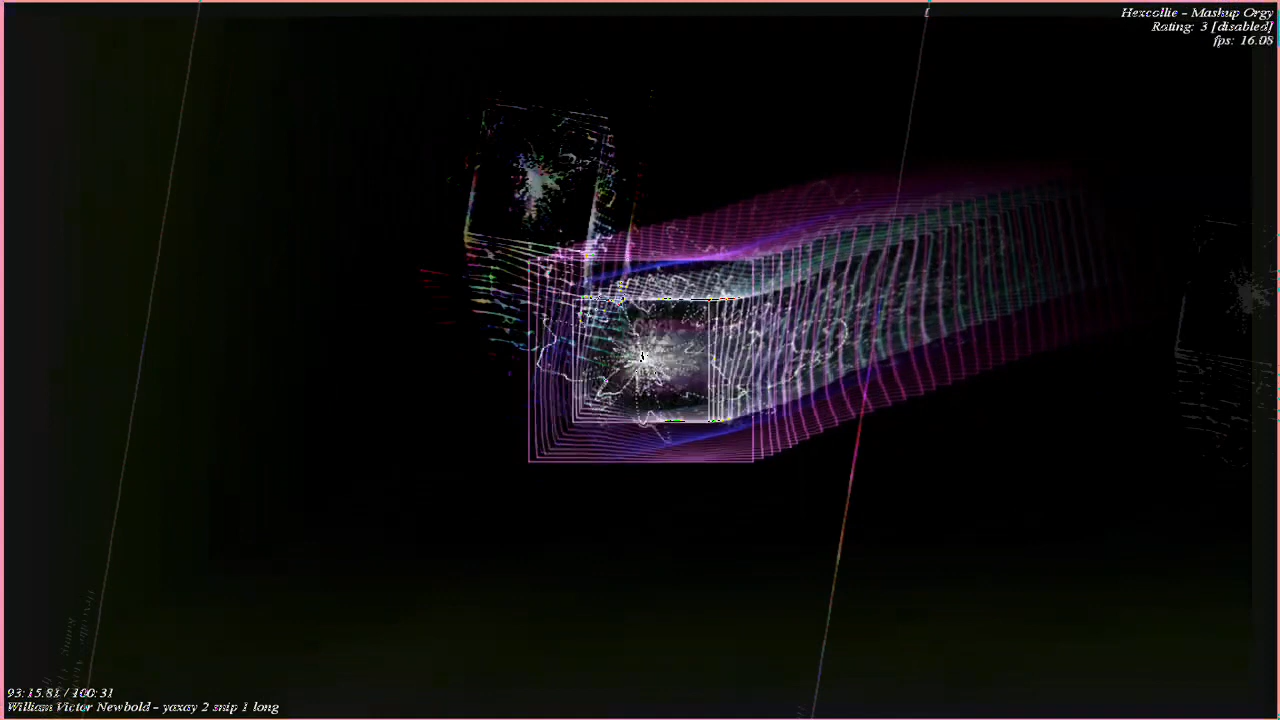 Hexcollie - Mashup Orgy
Rating: 3 [disabled]
fps: 16.08
93:15.81 / 100:31
William Victor Newbold - yaxay 2 snip 1 long